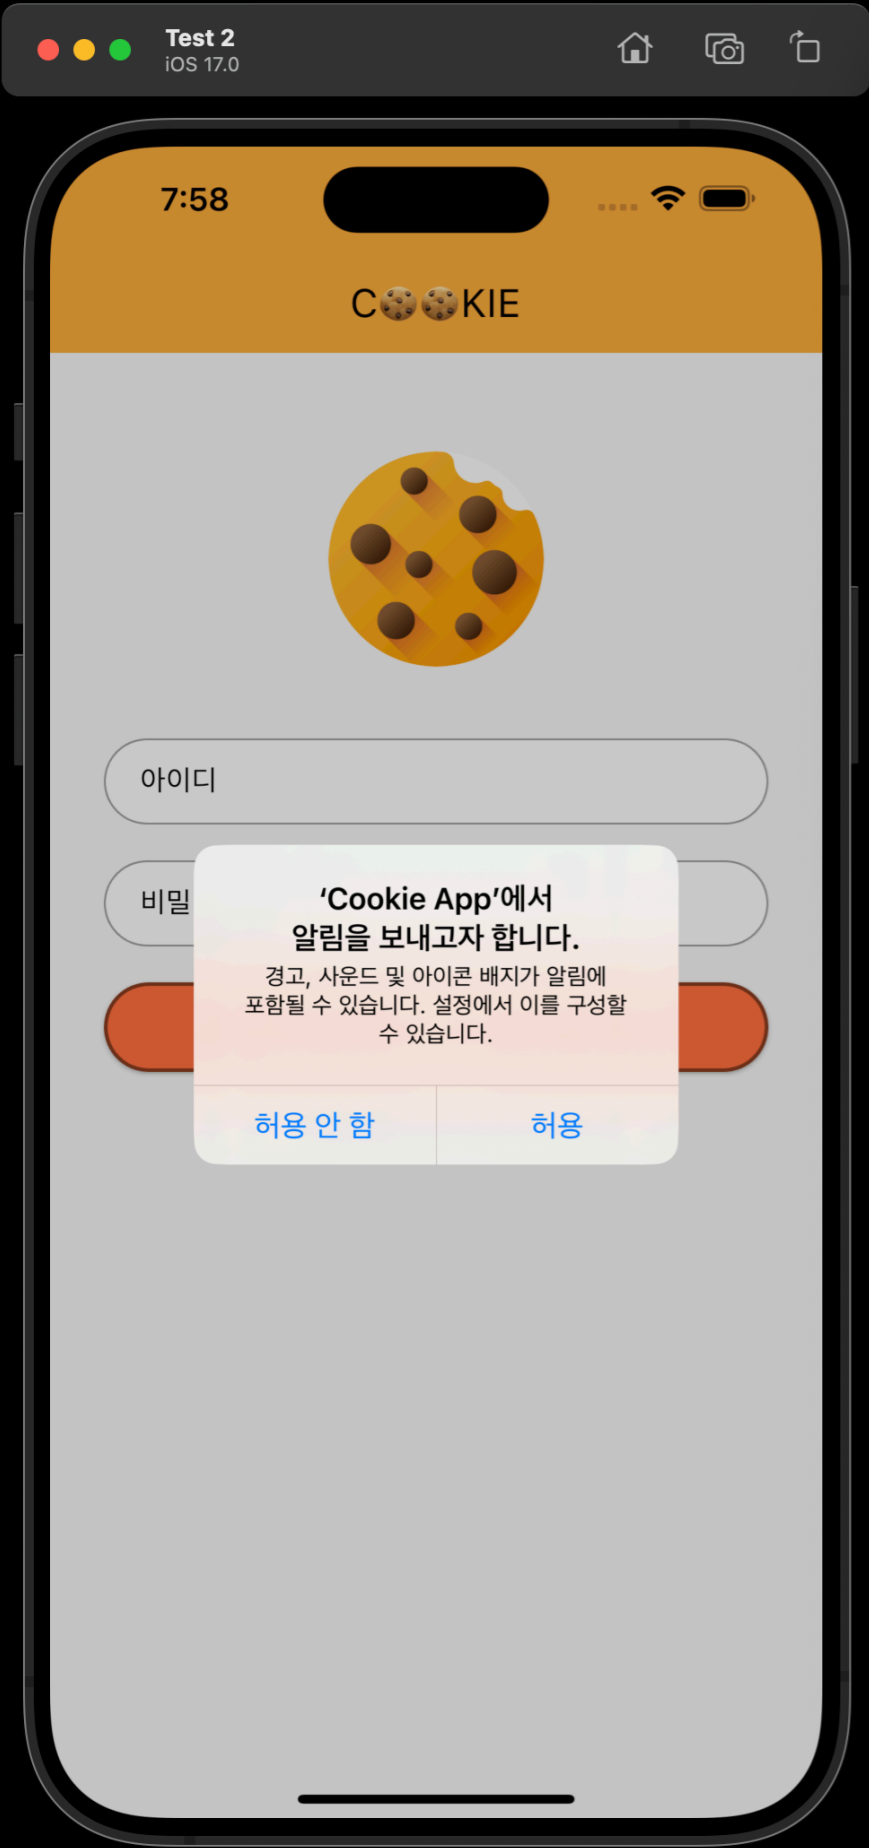 Test 2
iOS 17.0
7:58
C🍪🍪KIE
아이디
비밀
‘Cookie App’에서
알림을 보내고자 합니다.
경고, 사운드 및 아이콘 배지가 알림에
포함될 수 있습니다. 설정에서 이를 구성할
수 있습니다.
허용 안 함
허용